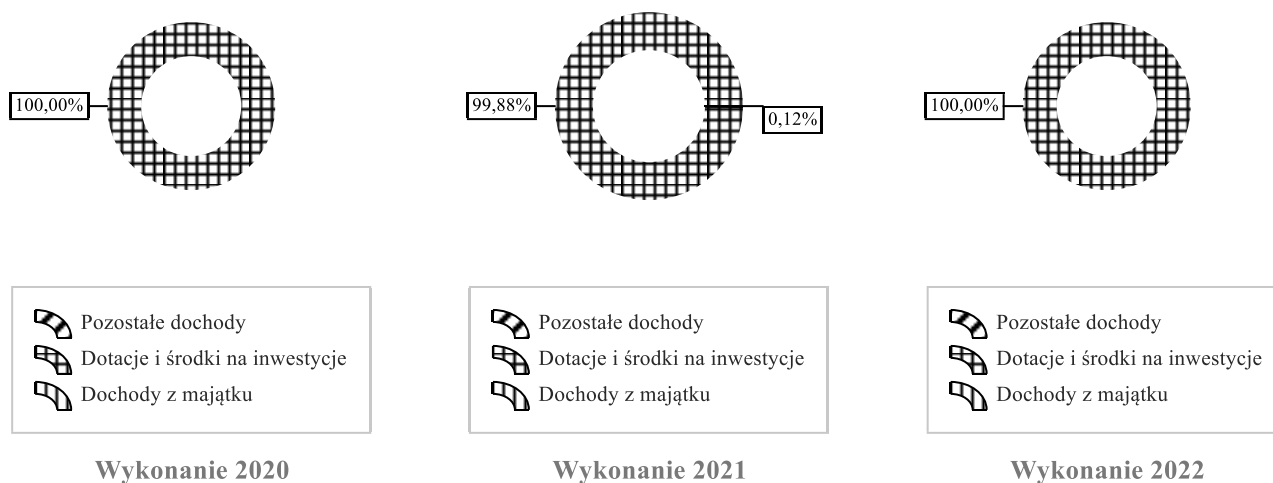 100,00%
99,88%
0,12%
100,00%
Pozostałe dochody
Dotacje i środki na inwestycje
Dochody z majątku
Pozostałe dochody
Dotacje i środki na inwestycje
Dochody z majątku
Pozostałe dochody
Dotacje i środki na inwestycje
Dochody z majątku
Wykonanie 2020
Wykonanie 2021
Wykonanie 2022